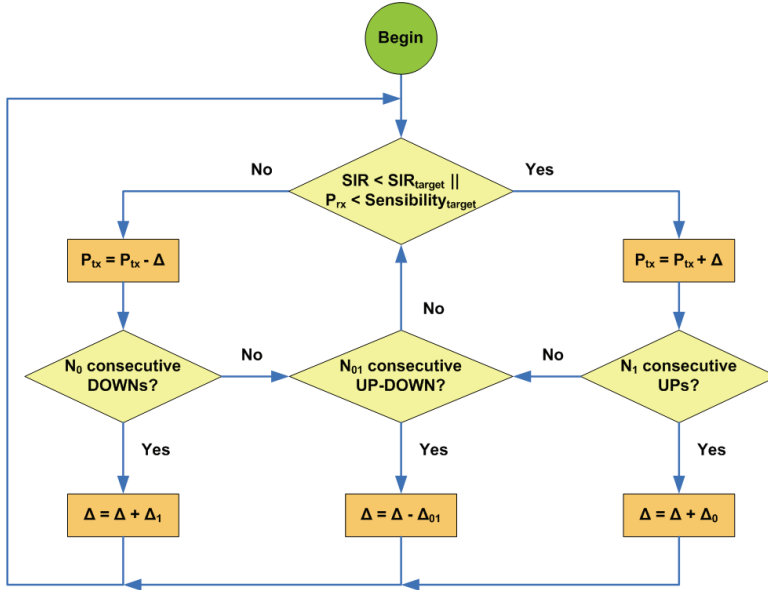 Begin
No
SIR < SIRtarget ||
Prx < Sensibilitytarget
Yes
Ptx = Ptx - Δ
Ptx = Ptx + Δ
No
N0 consecutive
DOWNs?
No
N01 consecutive
UP-DOWN?
No
N1 consecutive
UPs?
Yes
Yes
Yes
Δ = Δ + Δ1
Δ = Δ - Δ01
Δ = Δ + Δ0